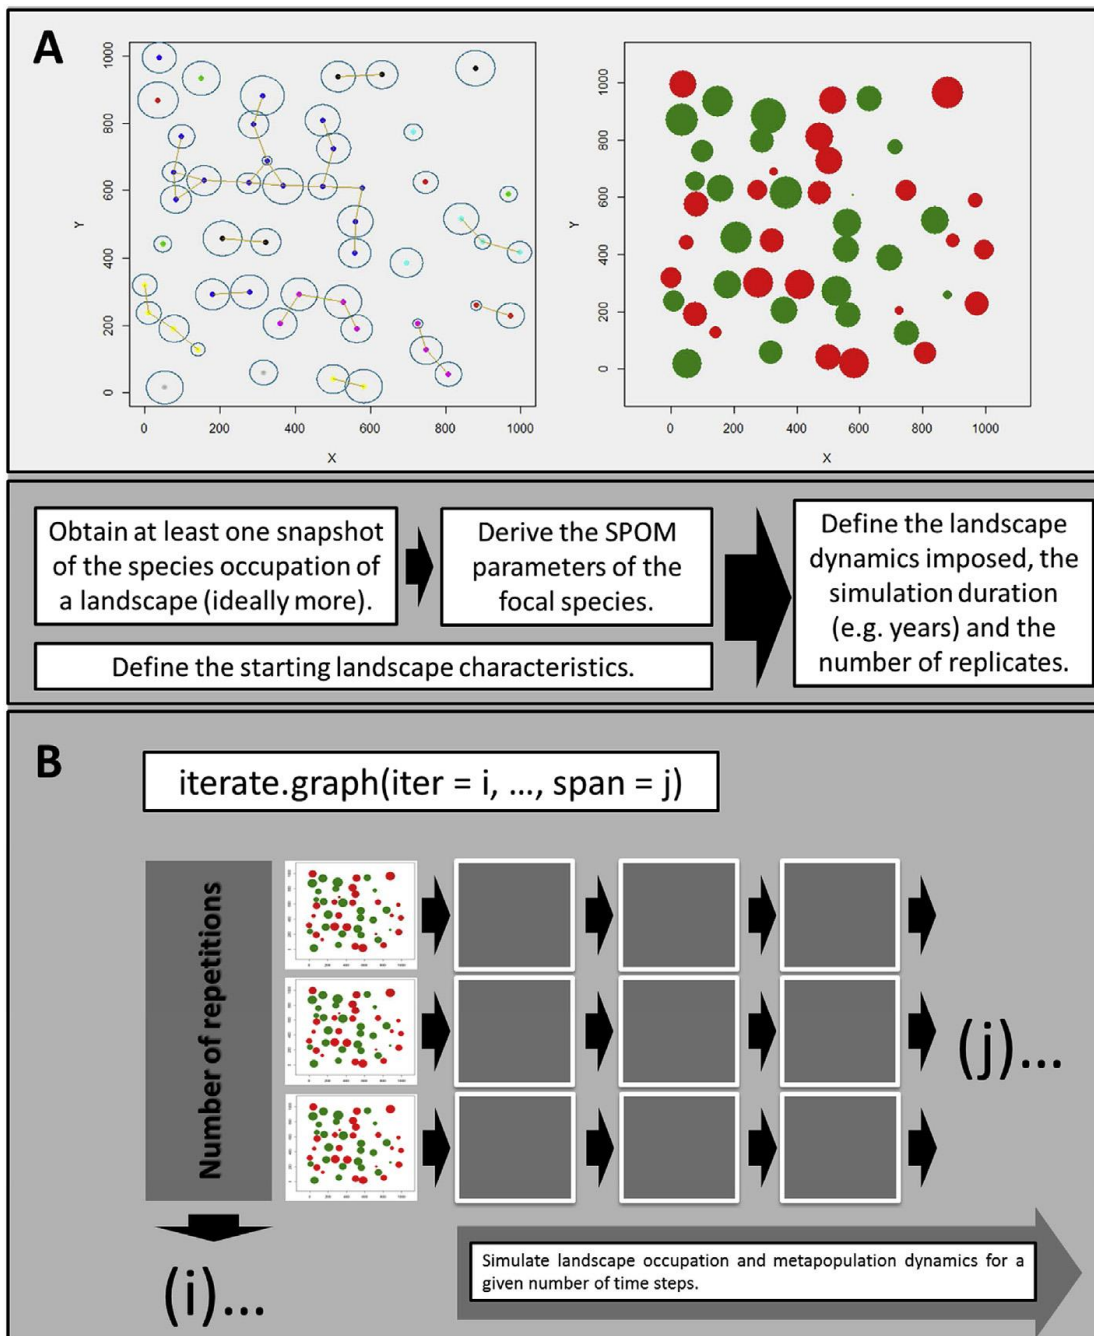 A
1000
800
600
400
200
0
Y
0
200
400
600
800
1000
X
1000
800
600
400
200
0
Y
0
200
400
600
800
1000
X
Obtain at least one snapshot
of the species occupation of
a landscape (ideally more).
Derive the SPOM
parameters of the
focal species.
Define the starting landscape characteristics.
Define the landscape
dynamics imposed, the
simulation duration
(e.g. years) and the
number of replicates.
B
iterate.graph(iter = i, ..., span = j)
Number of repetitions
(j)...
(i)...
Simulate landscape occupation and metapopulation dynamics for a
given number of time steps.